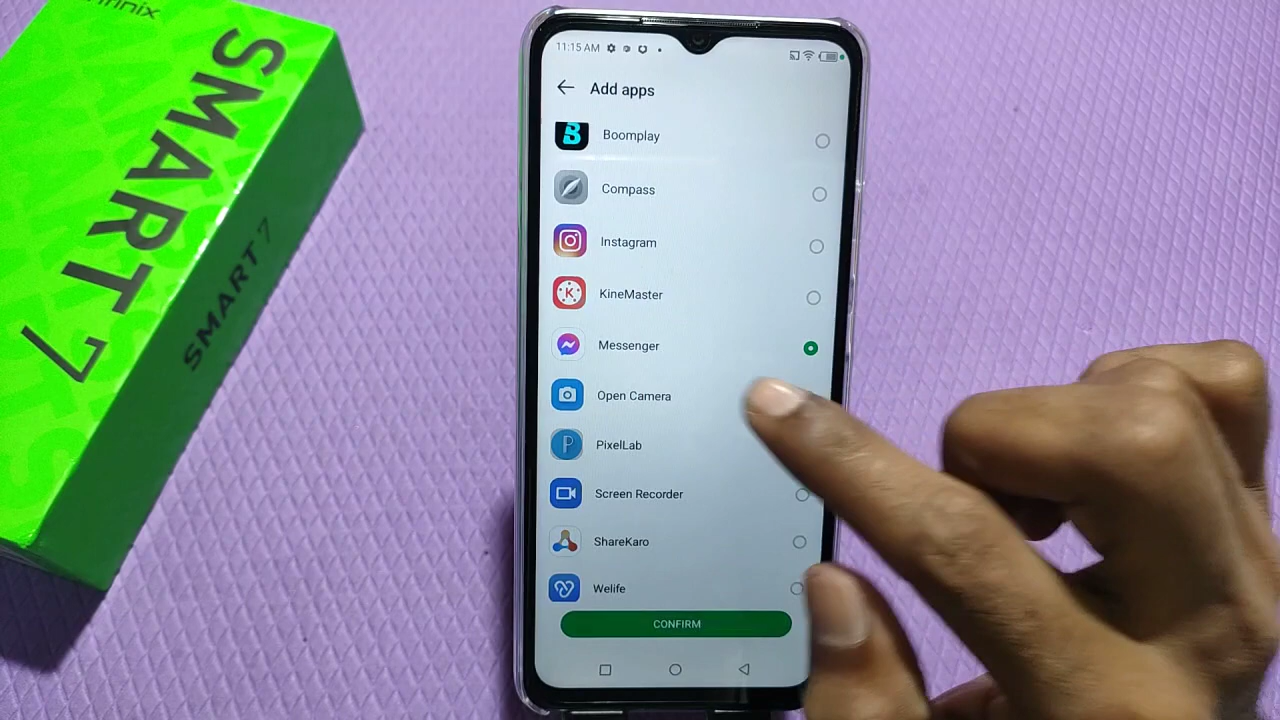 SMART 7
SMART 7
11:15 AM
Add apps
Boomplay
Compass
Instagram
KineMaster
Messenger
Open Camera
PixelLab
Screen Recorder
ShareKaro
Welife
CONFIRM